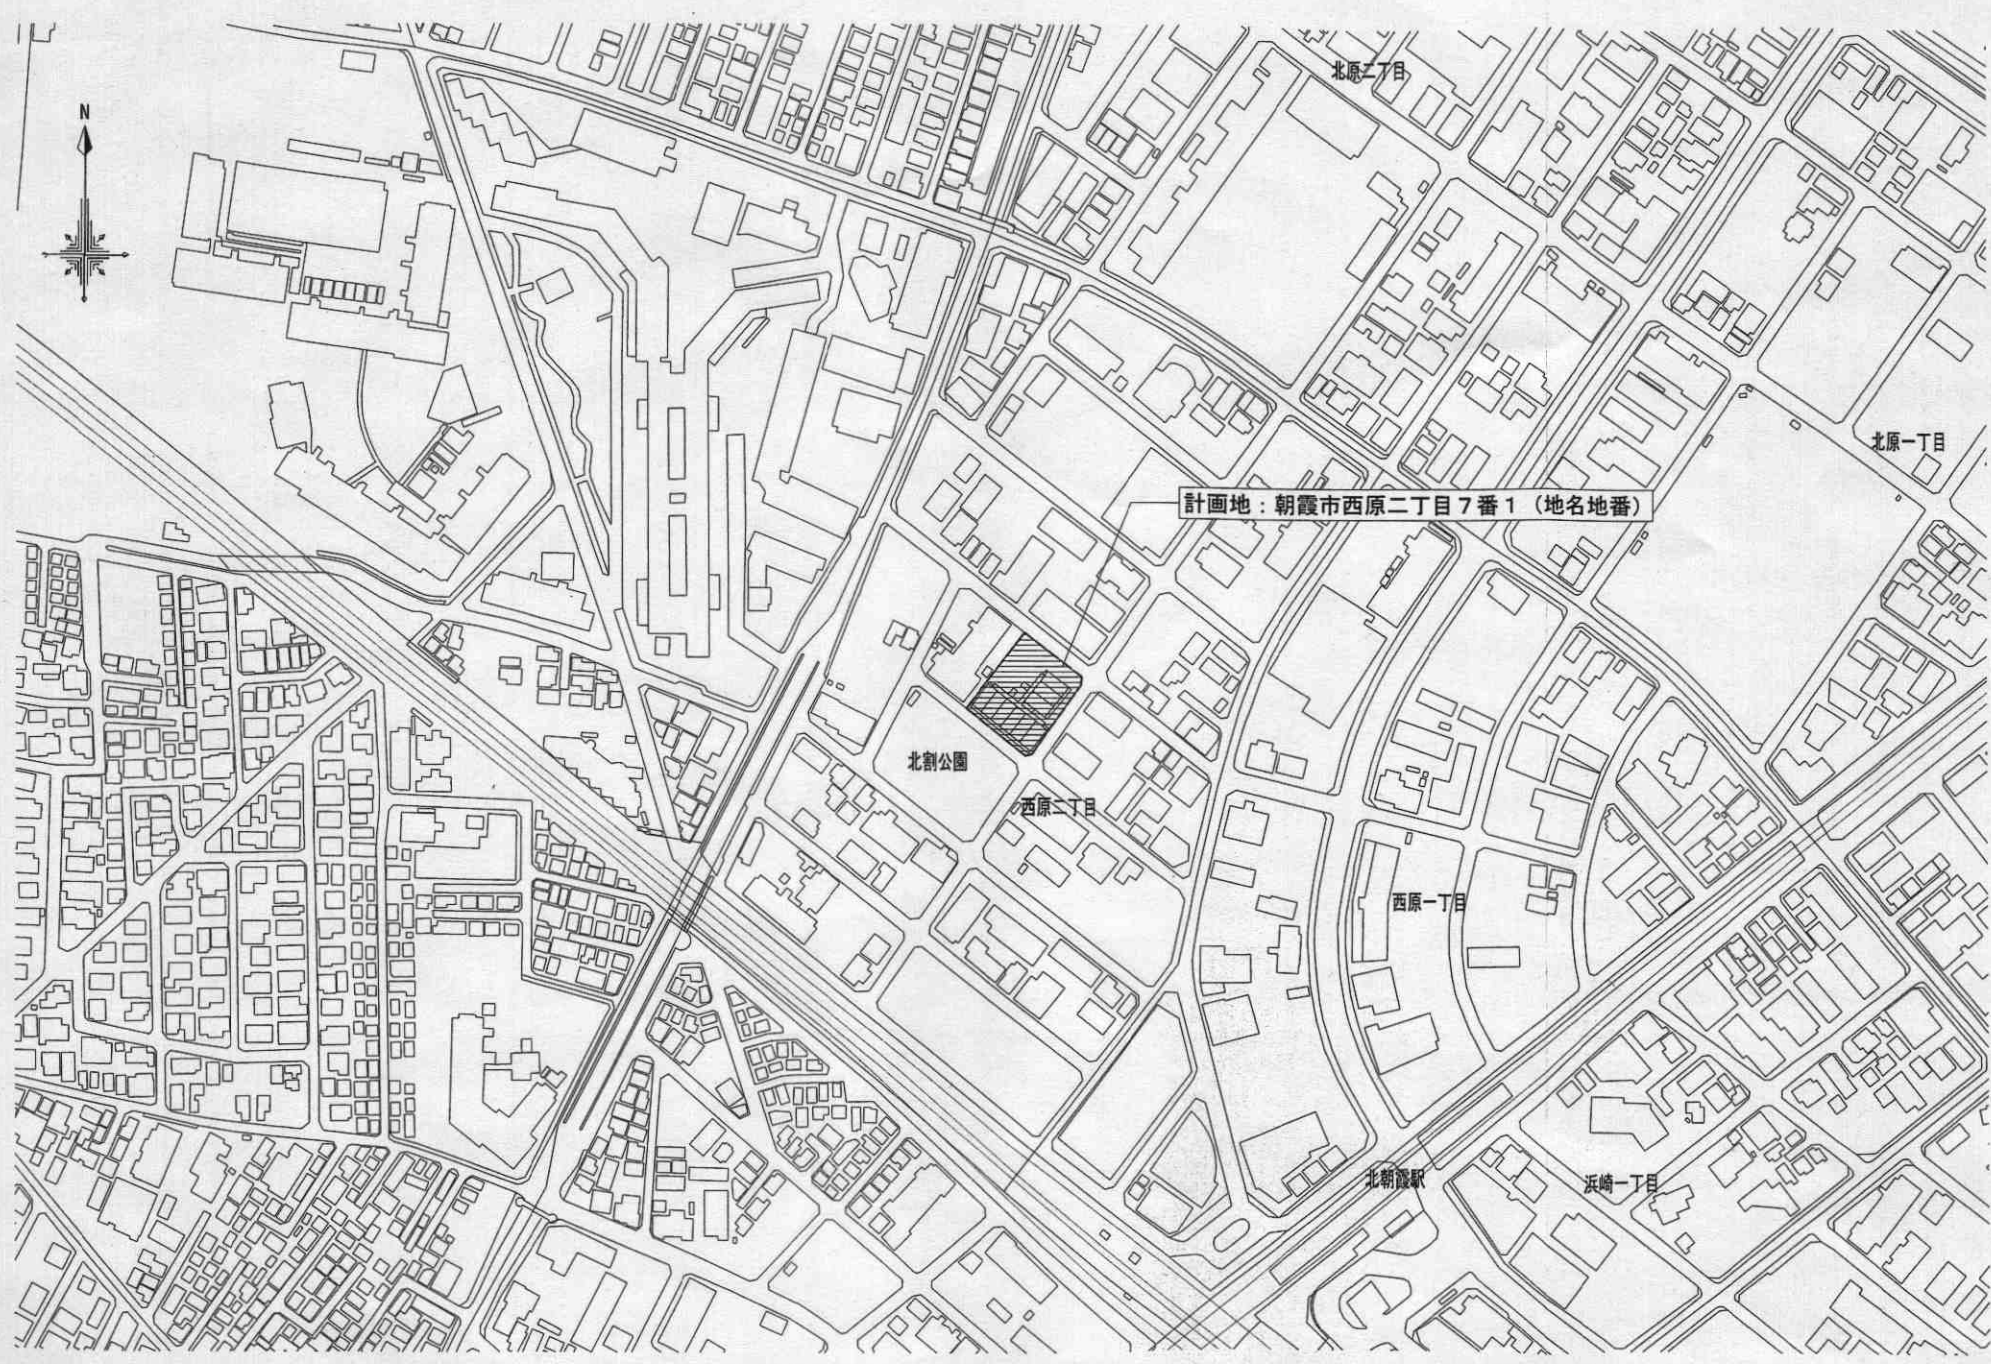 北原二丁目
N
北原一丁目
計画地：朝霞市西原二丁目７番１（地名地番）
北割公園
西原二丁目
西原一丁目
北朝霞駅
浜崎一丁目